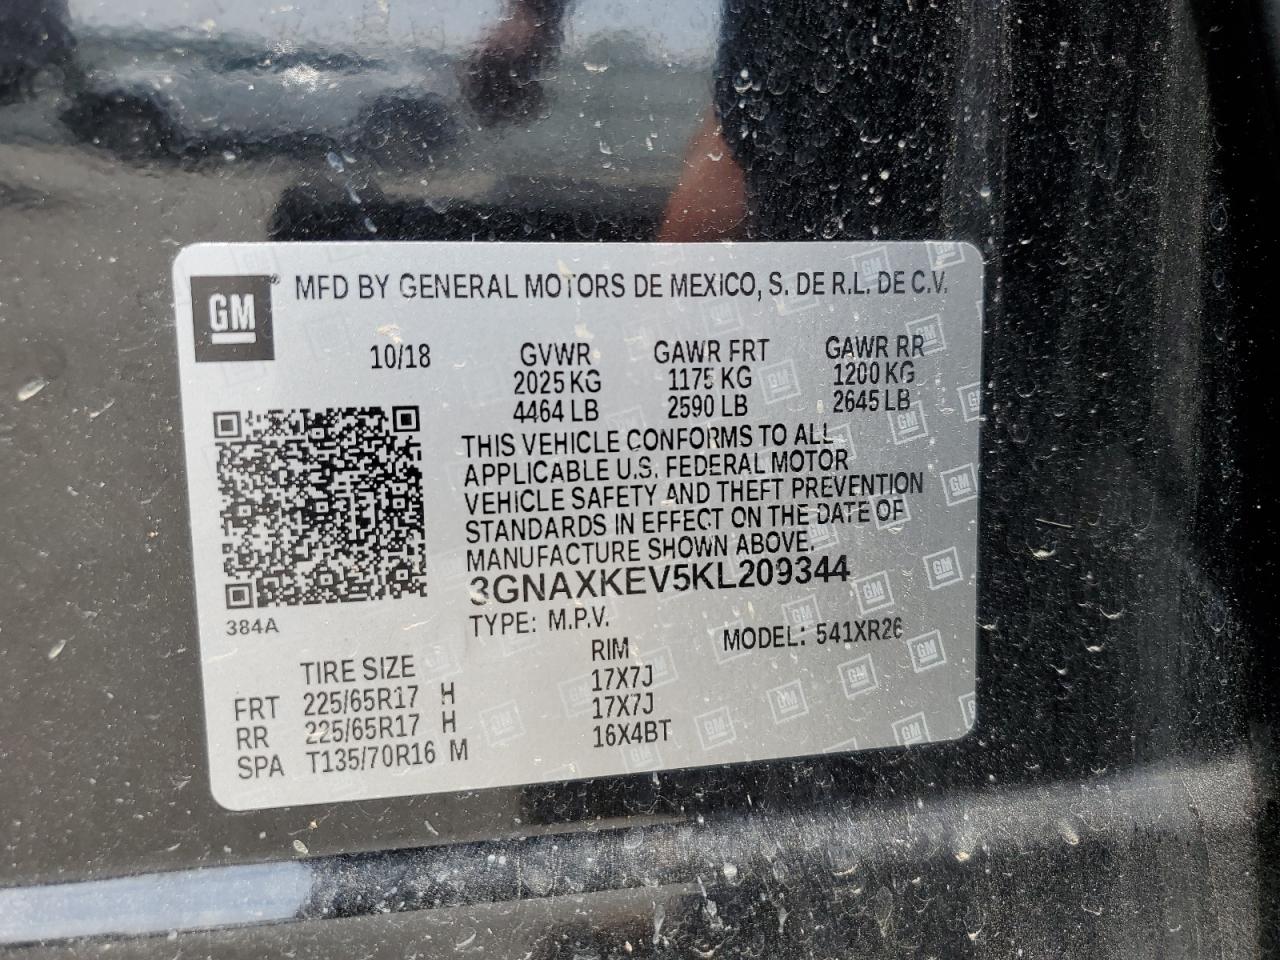 GM ® MFD BY GENERAL MOTORS DE MEXICO, S. DE R.L. DE C.V.
10/18 GVWR GAWR FRT GAWR RR
2025 KG 1175 KG 1200 KG
4464 LB 2590 LB 2645 LB
THIS VEHICLE CONFORMS TO ALL
APPLICABLE U.S. FEDERAL MOTOR
VEHICLE SAFETY AND THEFT PREVENTION
STANDARDS IN EFFECT ON THE DATE OF
MANUFACTURE SHOWN ABOVE.
3GNAXKEV5KL209344
384A
TYPE: M.P.V. MODEL: 541XR26
TIRE SIZE RIM
FRT 225/65R17 H 17X7J
RR 225/65R17 H 17X7J
SPA T135/70R16 M 16X4BT